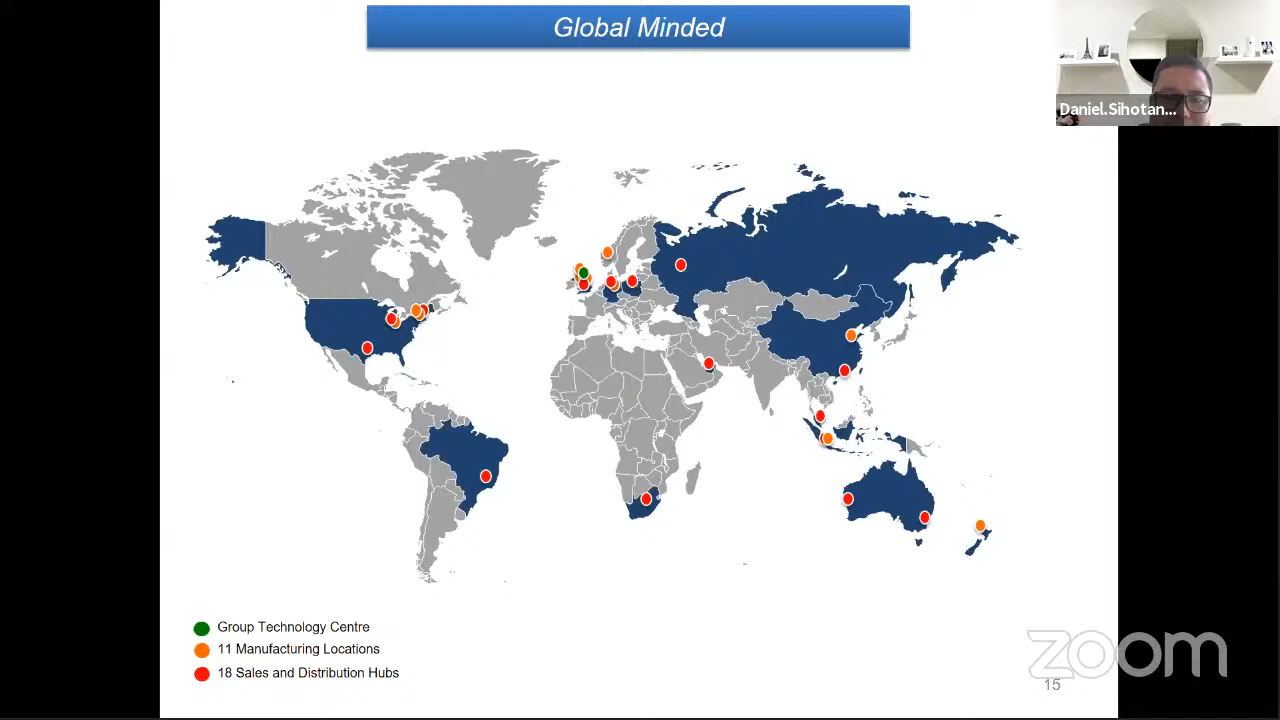 Global Minded
Daniel.Sihotan...
Group Technology Centre
11 Manufacturing Locations
18 Sales and Distribution Hubs
zoom
15